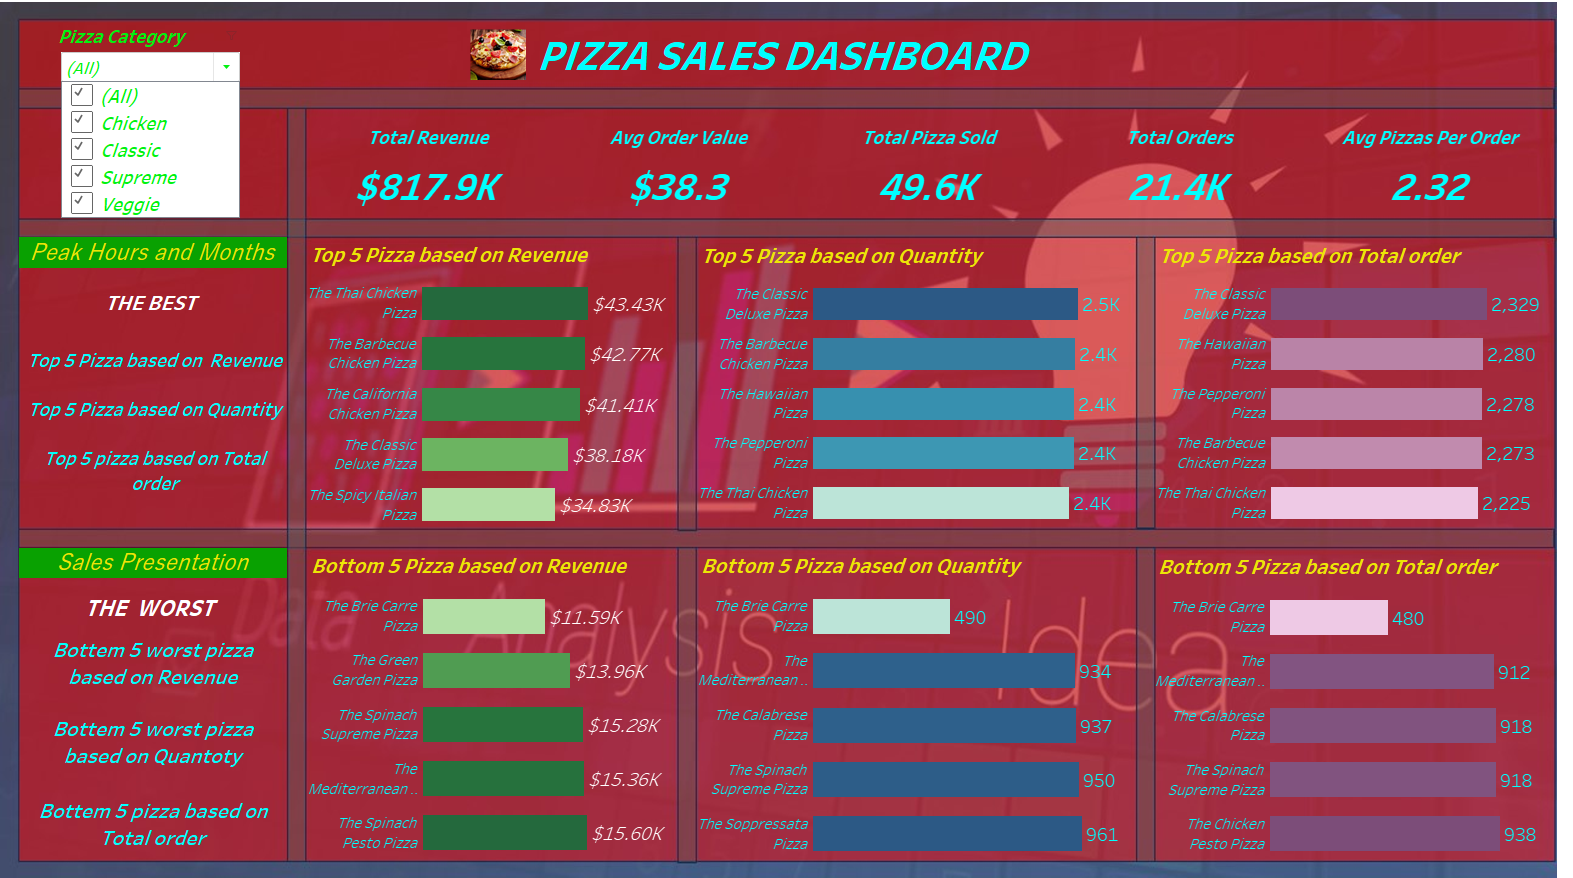 Pizza Category
(All)
(All)
Chicken
Classic
Supreme
Veggie
PIZZA SALES DASHBOARD
Total Revenue
$817.9K
Avg Order Value
$38.3
Total Pizza Sold
49.6K
Total Orders
21.4K
Avg Pizzas Per Order
2.32
Peak Hours and Months
THE BEST
Top 5 Pizza based on Revenue
Top 5 Pizza based on Quantity
Top 5 pizza based on Total
order
Top 5 Pizza based on Revenue
The Thai Chicken
Pizza
$43.43K
The Barbecue
Chicken Pizza
$42.77K
The California
Chicken Pizza
$41.41K
The Classic
Deluxe Pizza
$38.18K
The Spicy Italian
Pizza
$34.83K
Top 5 Pizza based on Quantity
The Classic
Deluxe Pizza
2.5K
The Barbecue
Chicken Pizza
2.4K
The Hawaiian
Pizza
2.4K
The Pepperoni
Pizza
2.4K
The Thai Chicken
Pizza
2.4K
Top 5 Pizza based on Total order
The Classic
Deluxe Pizza
2,329
The Hawaiian
Pizza
2,280
The Pepperoni
Pizza
2,278
The Barbecue
Chicken Pizza
2,273
The Thai Chicken
Pizza
2,225
Sales Presentation
THE WORST
Bottem 5 worst pizza
based on Revenue
Bottem 5 worst pizza
based on Quantoty
Bottem 5 pizza based on
Total order
Bottom 5 Pizza based on Revenue
The Brie Carre
Pizza
$11.59K
The Green
Garden Pizza
$13.96K
The Spinach
Supreme Pizza
$15.28K
The
Mediterranean ..
$15.36K
The Spinach
Pesto Pizza
$15.60K
Bottom 5 Pizza based on Quantity
The Brie Carre
Pizza
490
The
Mediterranean ..
934
The Calabrese
Pizza
937
The Spinach
Supreme Pizza
950
The Soppressata
Pizza
961
Bottom 5 Pizza based on Total order
The Brie Carre
Pizza
480
The
Mediterranean ..
912
The Calabrese
Pizza
918
The Spinach
Supreme Pizza
918
The Chicken
Pesto Pizza
938
Data
Analysis
Idea